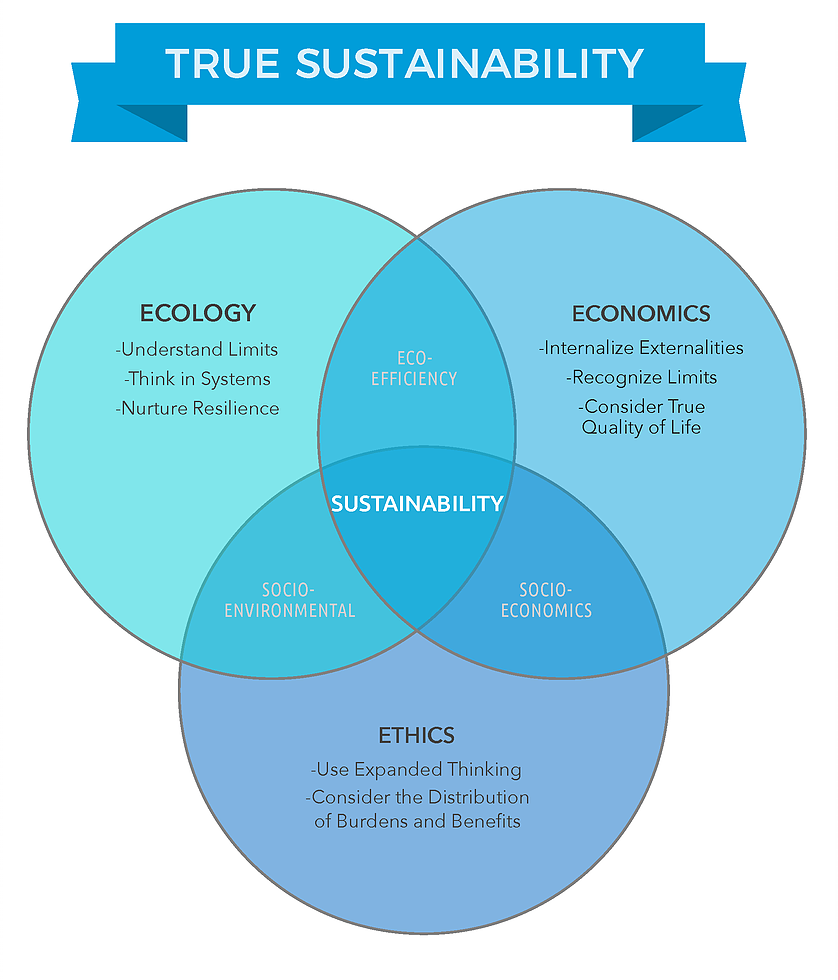 TRUE SUSTAINABILITY
ECOLOGY
-Understand Limits
-Think in Systems
-Nurture Resilience
ECO-
EFFICIENCY
ECONOMICS
-Internalize Externalities
-Recognize Limits
-Consider True
Quality of Life
SUSTAINABILITY
SOCIO-
ENVIRONMENTAL
SOCIO-
ECONOMICS
ETHICS
-Use Expanded Thinking
-Consider the Distribution
of Burdens and Benefits